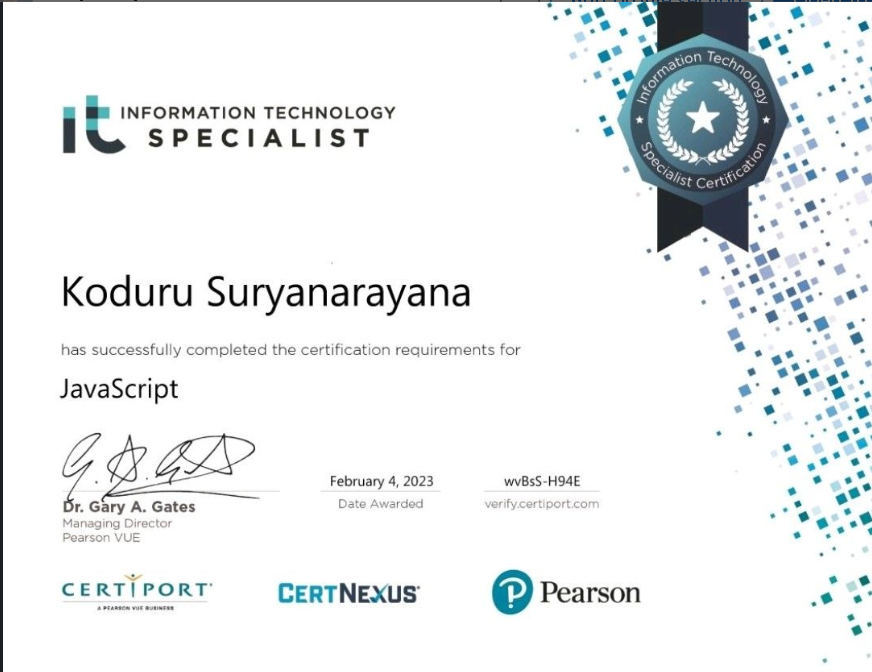 it INFORMATION TECHNOLOGY
SPECIALIST
Information Technology
Specialist Certification
Koduru Suryanarayana
has successfully completed the certification requirements for
JavaScript
February 4, 2023
wvBsS-H94E
Dr. Gary A. Gates
Date Awarded
verify.certiport.com
Managing Director
Pearson VUE
CERTIPORT
A PEARSON VUE BUSINESS
CERTNEXUS
Pearson